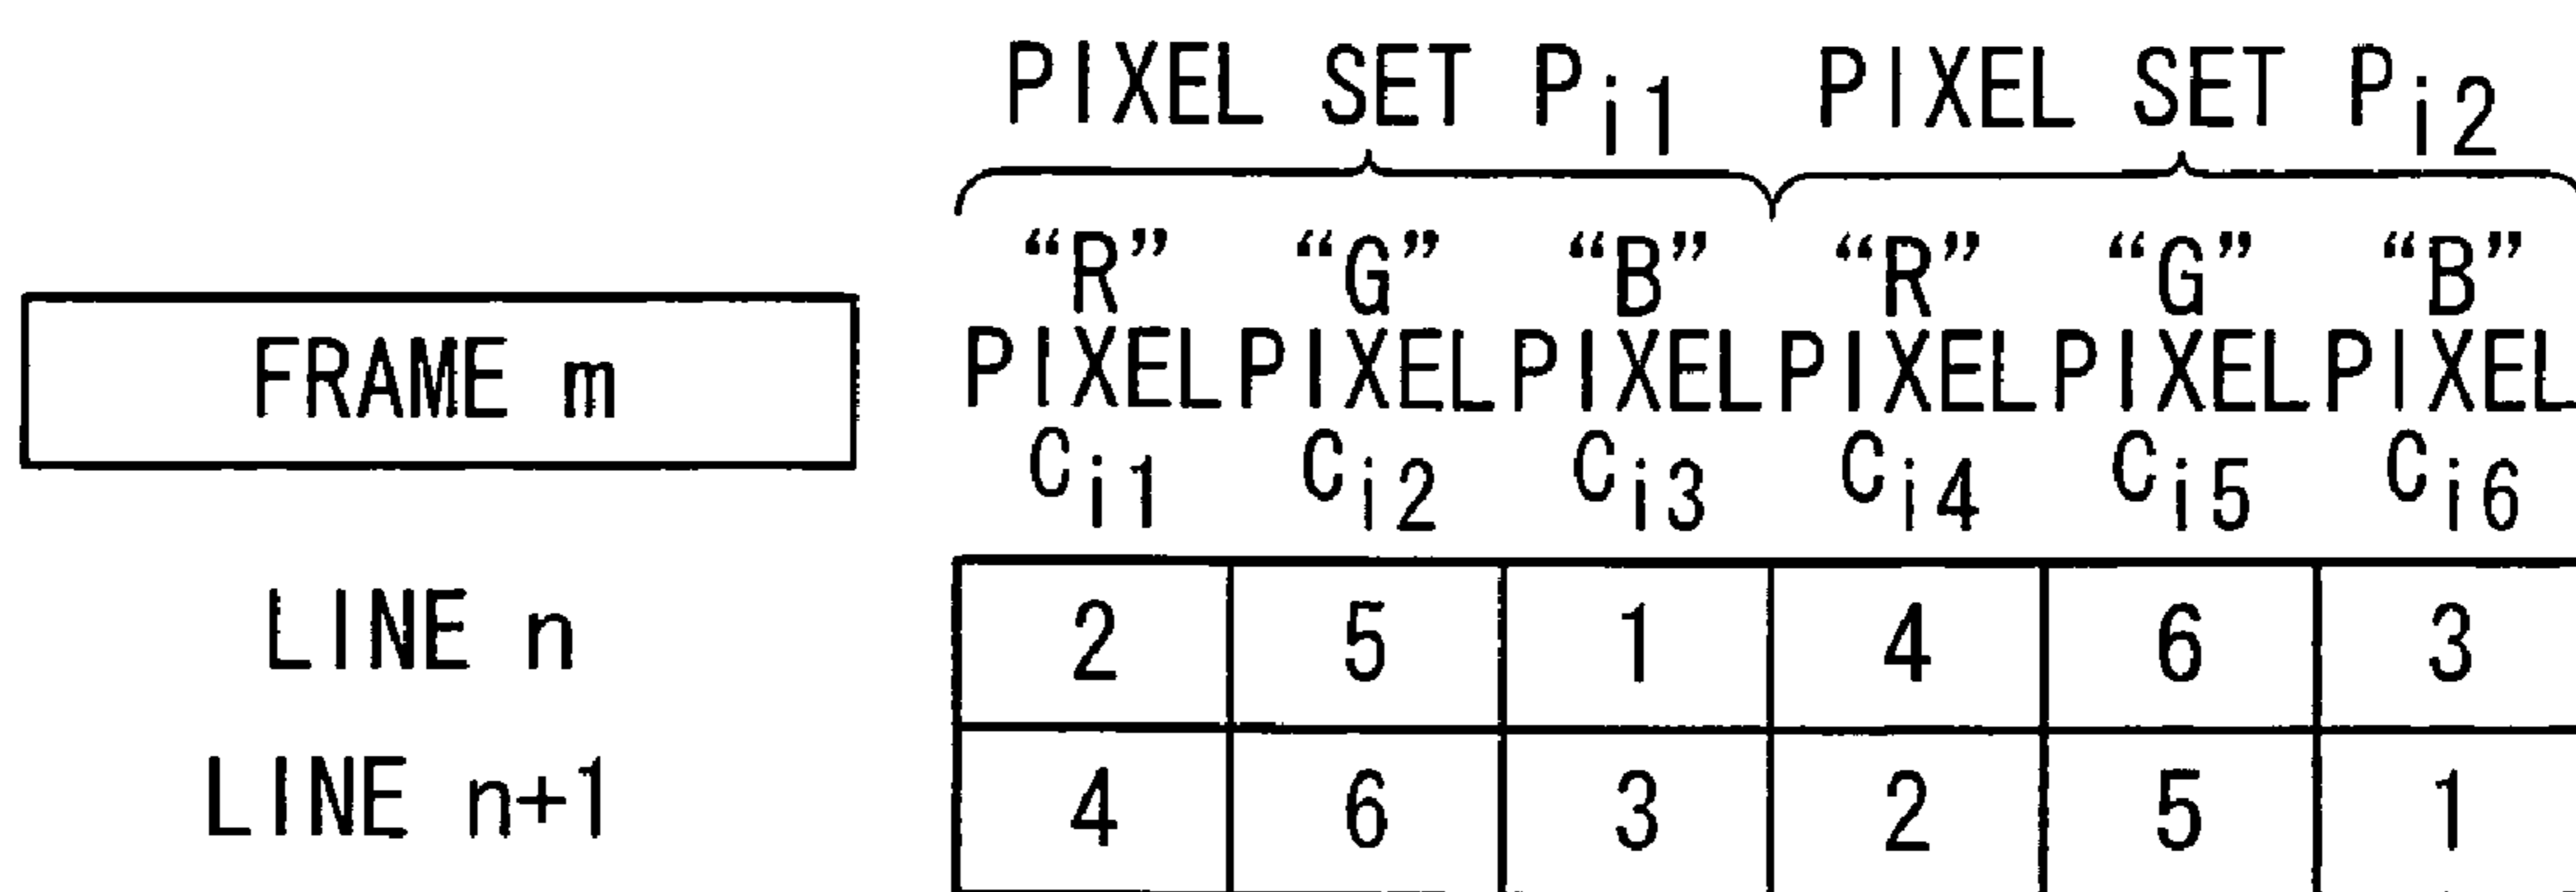 PIXEL SET Pi1 PIXEL SET Pi2
“R” “G” “B” “R” “G” “B”
FRAME m PIXEL PIXEL PIXEL PIXEL PIXEL PIXEL
Ci1 Ci2 Ci3 Ci4 Ci5 Ci6
LINE n 2 5 1 4 6 3
LINE n+1 4 6 3 2 5 1